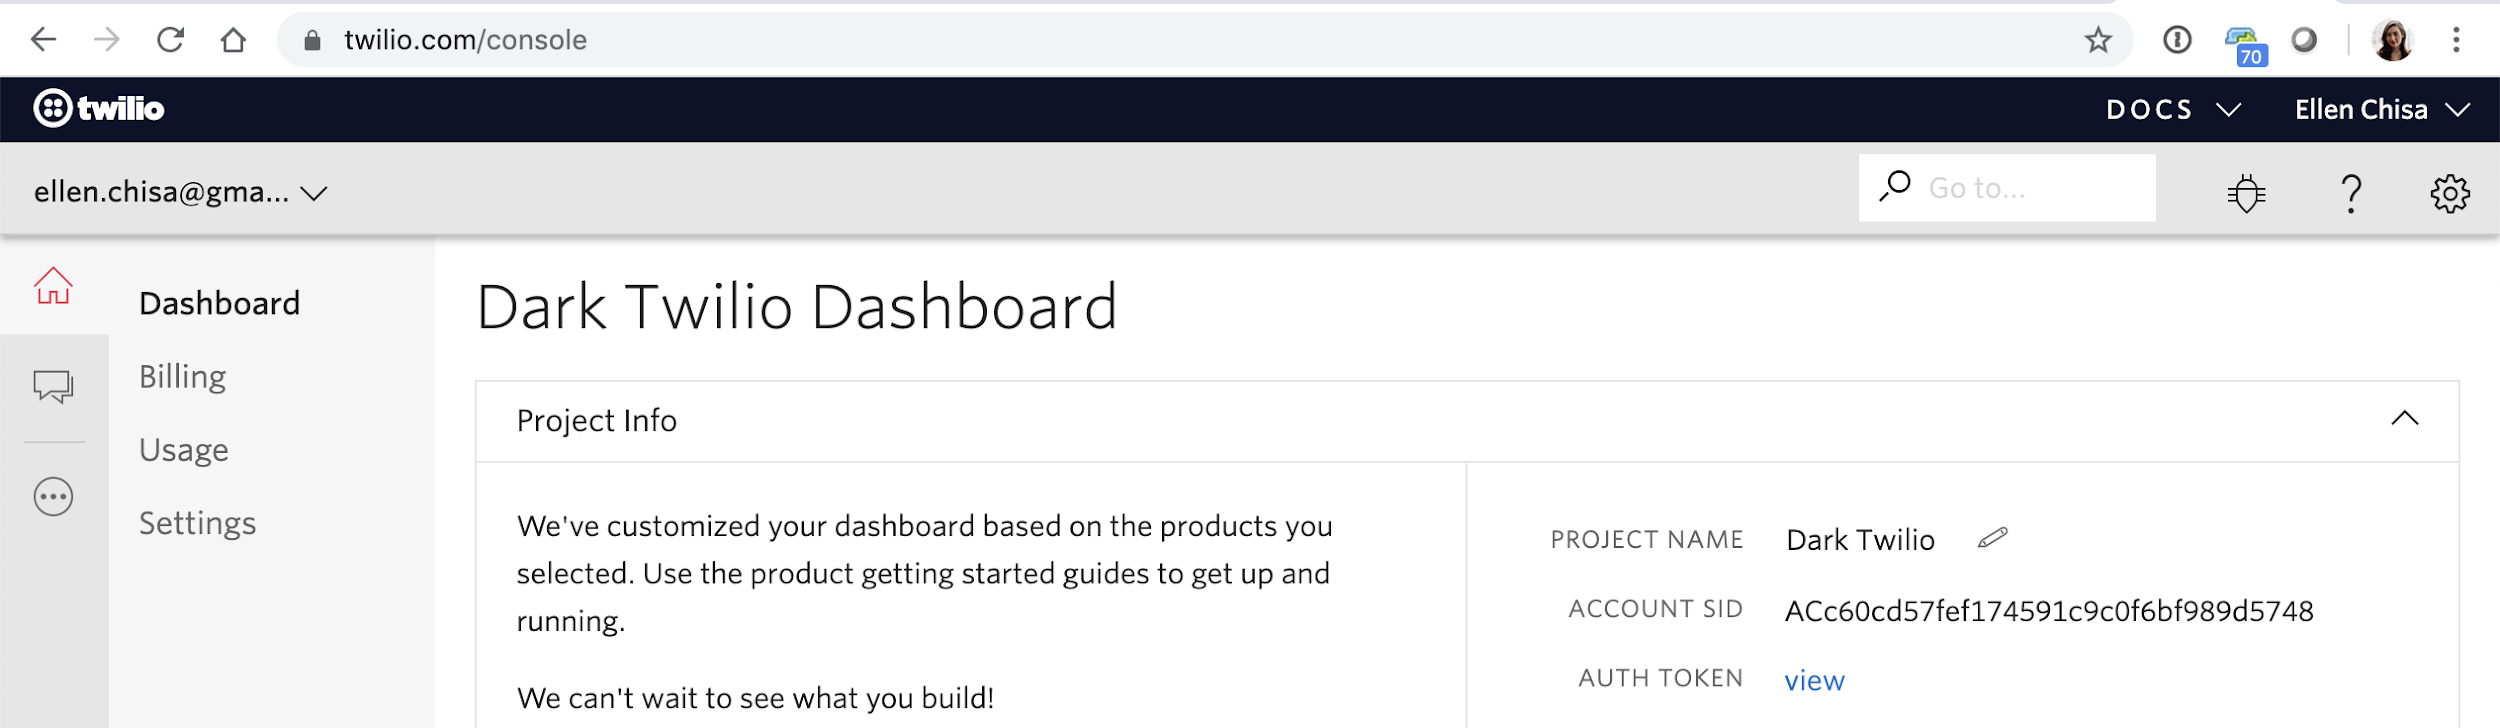 twilio.com/console
70
twilio
DOCS
Ellen Chisa
ellen.chisa@gma...
Go to...
Dashboard
Billing
Usage
Settings
Dark Twilio Dashboard
Project Info
We've customized your dashboard based on the products you
selected. Use the product getting started guides to get up and
running.
We can't wait to see what you build!
PROJECT NAME Dark Twilio
ACCOUNT SID ACc60cd57fef174591c9c0f6bf989d5748
AUTH TOKEN view